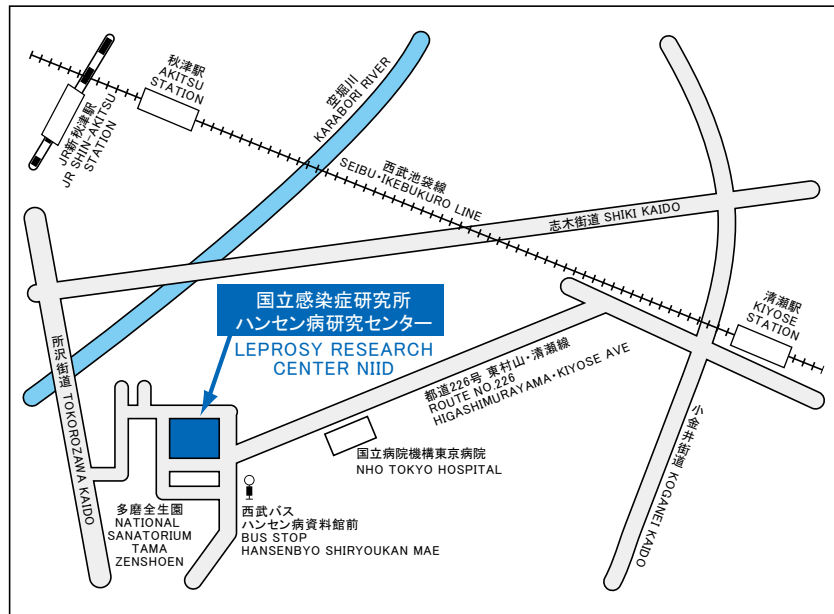 秋津駅
AKITSU
STATION
JR新秋津駅
JR SHIN-AKITSU
STATION
空堀川
KARABORI RIVER
西武池袋線
SEIBU・IKEBUKURO LINE
志木街道 SHIKI KAIDO
清瀬駅
KIYOSE
STATION
国立感染症研究所
ハンセン病研究センター
LEPROSY RESEARCH
CENTER NIID
所沢街道 TOKOROZAWA KAIDO
都道226号 東村山・清瀬線
ROUTE NO.226
HIGASHIMURAYAMA・KIYOSE AVE
国立病院機構東京病院
NHO TOKYO HOSPITAL
小金井街道 KOGANEI KAIDO
多磨全生園
NATIONAL
SANATORIUM
TAMA
ZENSHOEN
西武バス
ハンセン病資料館前
BUS STOP
HANSENBYO SHIRYOUKAN MAE